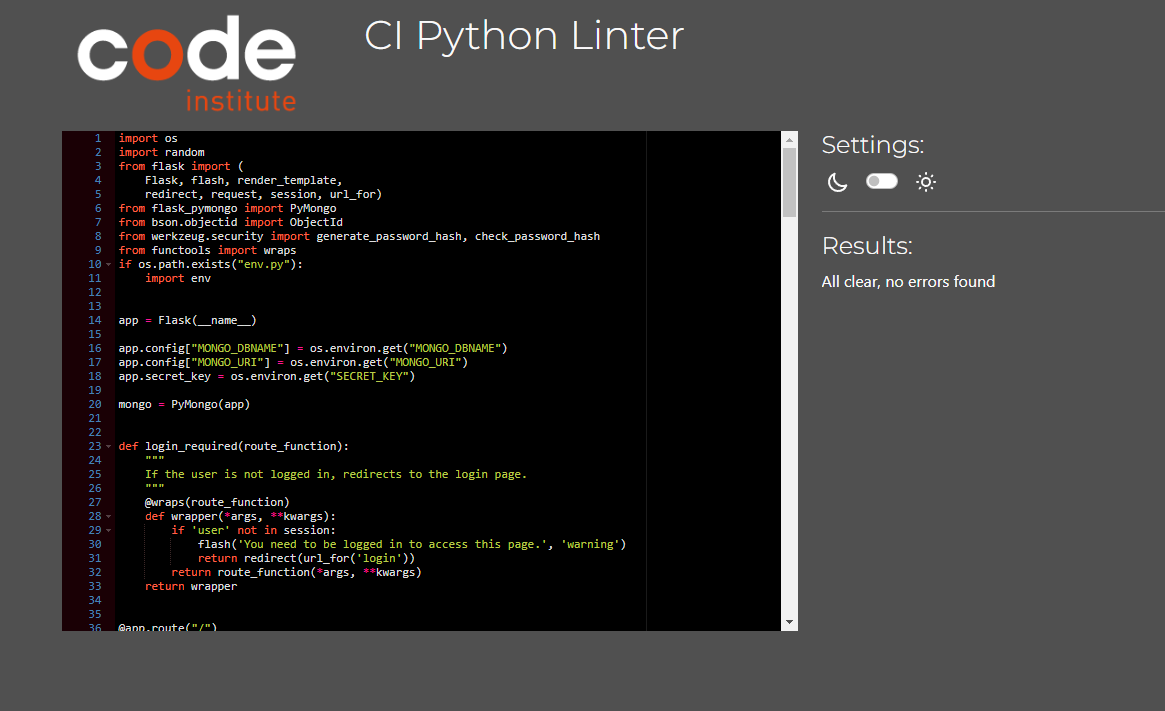 code
institute
CI Python Linter
1 import os
2 import random
3 from flask import (
4     Flask, flash, render_template,
5     redirect, request, session, url_for)
6 from flask_pymongo import PyMongo
7 from bson.objectid import ObjectId
8 from werkzeug.security import generate_password_hash, check_password_hash
9 from functools import wraps
10 if os.path.exists("env.py"):
11     import env
12
13
14 app = Flask(__name__)
15
16 app.config["MONGO_DBNAME"] = os.environ.get("MONGO_DBNAME")
17 app.config["MONGO_URI"] = os.environ.get("MONGO_URI")
18 app.secret_key = os.environ.get("SECRET_KEY")
19
20 mongo = PyMongo(app)
21
22
23 def login_required(route_function):
24     """
25     If the user is not logged in, redirects to the login page.
26     """
27     @wraps(route_function)
28     def wrapper(*args, **kwargs):
29         if 'user' not in session:
30             flash('You need to be logged in to access this page.', 'warning')
31             return redirect(url_for('login'))
32         return route_function(*args, **kwargs)
33     return wrapper
34
35
36 @app.route("/")
Settings:
Results:
All clear, no errors found